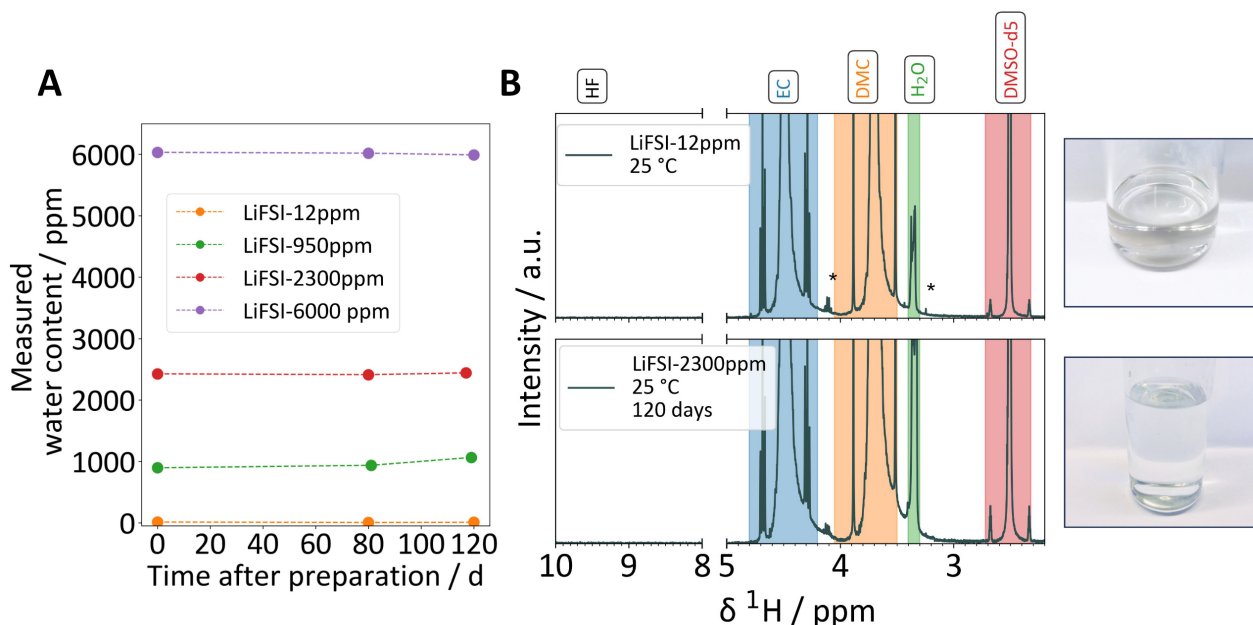 A
Measured
water content / ppm
6000
5000
4000
3000
2000
1000
0
LiFSI-12ppm
LiFSI-950ppm
LiFSI-2300ppm
LiFSI-6000 ppm
0 20 40 60 80 100 120
Time after preparation / d
B
HF
EC
DMC
H₂O
DMSO-d5
Intensity / a.u.
LiFSI-12ppm
25 °C
* *
LiFSI-2300ppm
25 °C
120 days
10 9 8 5 4 3
δ ¹H / ppm